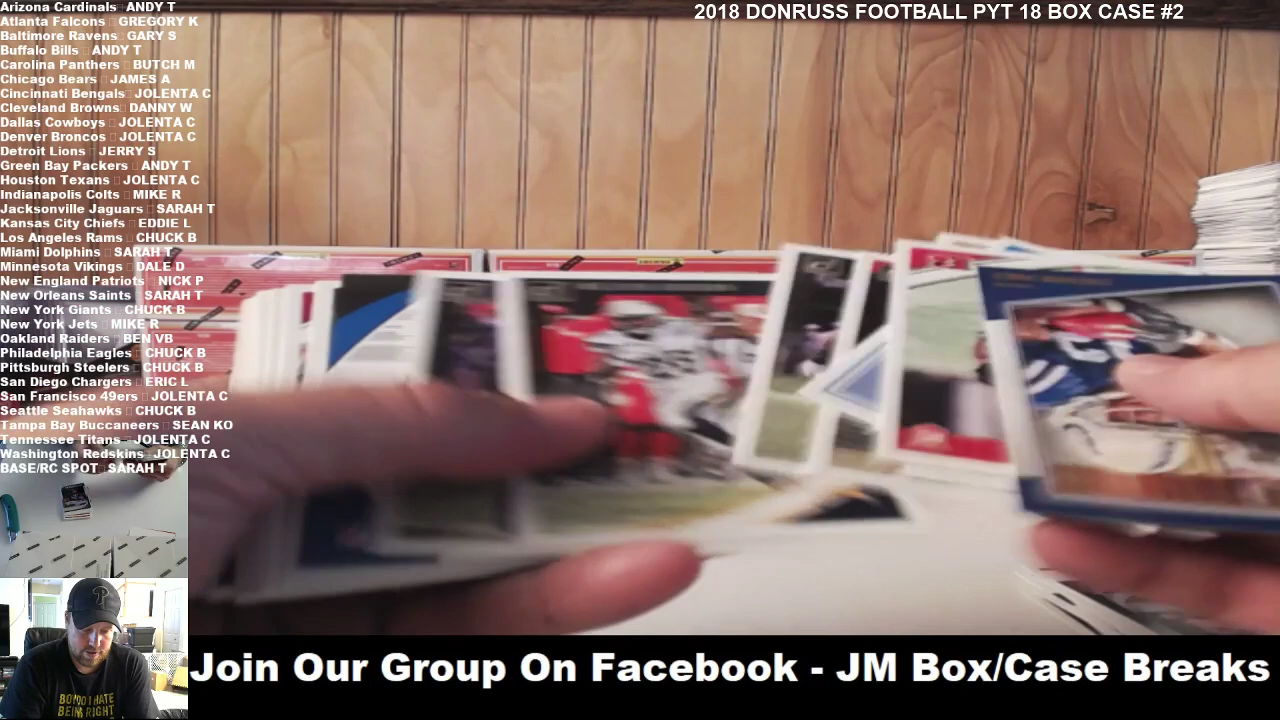 2018 DONRUSS FOOTBALL PYT 18 BOX CASE #2
Arizona Cardinals ANDY T
Atlanta Falcons GREGORY K
Baltimore Ravens GARY S
Buffalo Bills ANDY T
Carolina Panthers BUTCH M
Chicago Bears JAMES A
Cincinnati Bengals JOLENTA C
Cleveland Browns DANNY W
Dallas Cowboys JOLENTA C
Denver Broncos JOLENTA C
Detroit Lions JERRY S
Green Bay Packers ANDY T
Houston Texans JOLENTA C
Indianapolis Colts MIKE R
Jacksonville Jaguars SARAH T
Kansas City Chiefs EDDIE L
Los Angeles Rams CHUCK B
Miami Dolphins SARAH T
Minnesota Vikings DALE D
New England Patriots NICK P
New Orleans Saints SARAH T
New York Giants CHUCK B
New York Jets MIKE R
Oakland Raiders BEN VB
Philadelphia Eagles CHUCK B
Pittsburgh Steelers CHUCK B
San Diego Chargers ERIC L
San Francisco 49ers JOLENTA C
Seattle Seahawks CHUCK B
Tampa Bay Buccaneers SEAN KO
Tennessee Titans JOLENTA C
Washington Redskins JOLENTA C
BASE/RC SPOT SARAH T
BEING RIGHT
Join Our Group On Facebook - JM Box/Case Breaks